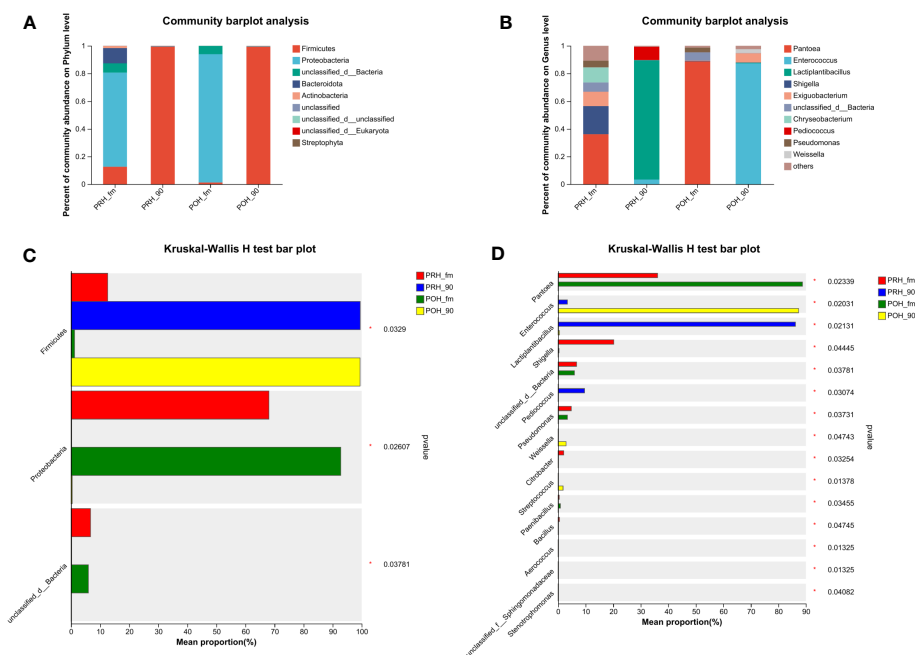 A
Community barplot analysis
Percent of community abundance on Phylum level
1
0.8
0.6
0.4
0.2
0
PRH_fm
PRH_90
POH_fm
POH_90
Firmicutes
Proteobacteria
unclassified_d__Bacteria
Bacteroidota
Actinobacteria
unclassified
unclassified_d__unclassified
unclassified_d__Eukaryota
Streptophyta
B
Community barplot analysis
Percent of community abundance on Genus level
1
0.8
0.6
0.4
0.2
0
PRH_fm
PRH_90
POH_fm
POH_90
Pantoea
Enterococcus
Lactiplantibacillus
Shigella
Exiguobacterium
unclassified_d__Bacteria
Chryseobacterium
Pediococcus
Pseudomonas
Weissella
others
C
Kruskal-Wallis H test bar plot
Firmicutes
Proteobacteria
unclassified_d__Bacteria
0
10
20
30
40
50
60
70
80
90
100
Mean proportion(%)
* 0.0329
* 0.02607
* 0.03781
pvalue
PRH_fm
PRH_90
POH_fm
POH_90
D
Kruskal-Wallis H test bar plot
Pantoea
Enterococcus
Lactiplantibacillus
Shigella
unclassified_d__Bacteria
Pediococcus
Pseudomonas
Weissella
Citrobacter
Streptococcus
Paenibacillus
Bacillus
Aerococcus
unclassified_f__Sphingomonadaceae
Stenotrophomonas
0
10
20
30
40
50
60
70
80
90
Mean proportion(%)
* 0.02339
* 0.02031
* 0.02131
* 0.04445
* 0.03781
* 0.03074
* 0.03731
* 0.04743
* 0.03254
* 0.01378
* 0.03455
* 0.04745
* 0.01325
* 0.01325
* 0.04082
pvalue
PRH_fm
PRH_90
POH_fm
POH_90